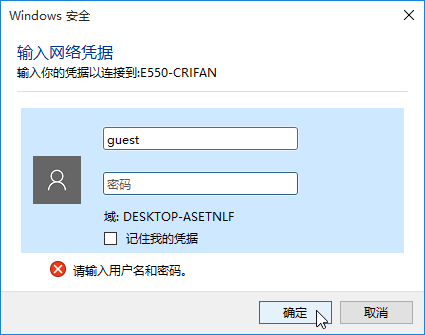 Windows 安全
输入网络凭据
输入你的凭据以连接到:E550-CRIFAN
guest
密码
域: DESKTOP-ASETNLF
记住我的凭据
请输入用户名和密码。
确定
取消